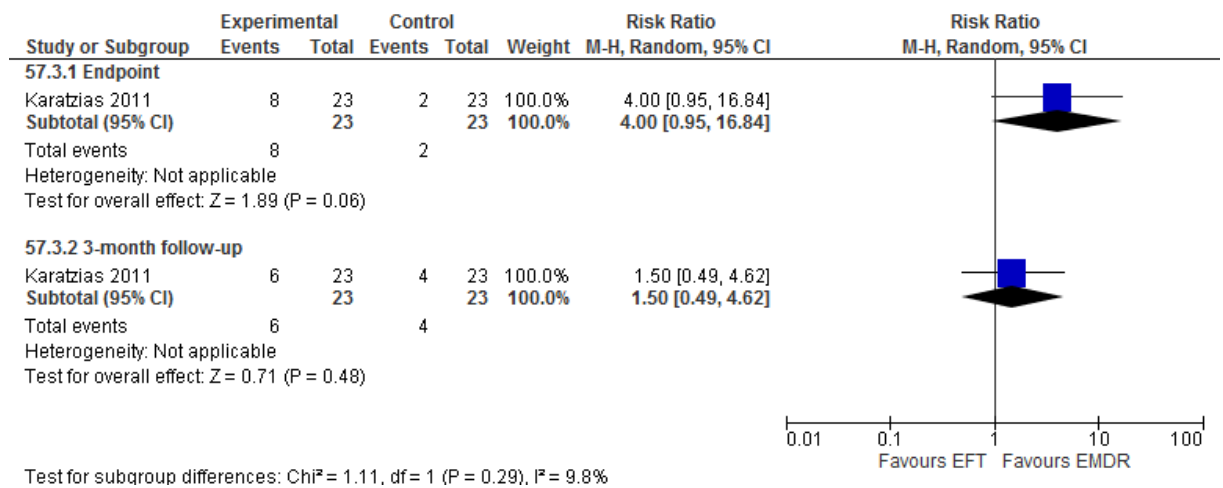 Experimental Control Risk Ratio Risk Ratio
Study or Subgroup Events Total Events Total Weight M-H, Random, 95% CI M-H, Random, 95% CI
57.3.1 Endpoint
Karatzias 2011 8 23 2 23 100.0% 4.00 [0.95, 16.84]
Subtotal (95% CI) 23 23 100.0% 4.00 [0.95, 16.84]
Total events 8 2
Heterogeneity: Not applicable
Test for overall effect: Z = 1.89 (P = 0.06)
57.3.2 3-month follow-up
Karatzias 2011 6 23 4 23 100.0% 1.50 [0.49, 4.62]
Subtotal (95% CI) 23 23 100.0% 1.50 [0.49, 4.62]
Total events 6 4
Heterogeneity: Not applicable
Test for overall effect: Z = 0.71 (P = 0.48)
0.01 0.1 1 10 100
Favours EFT Favours EMDR
Test for subgroup differences: Chi² = 1.11, df = 1 (P = 0.29), I² = 9.8%